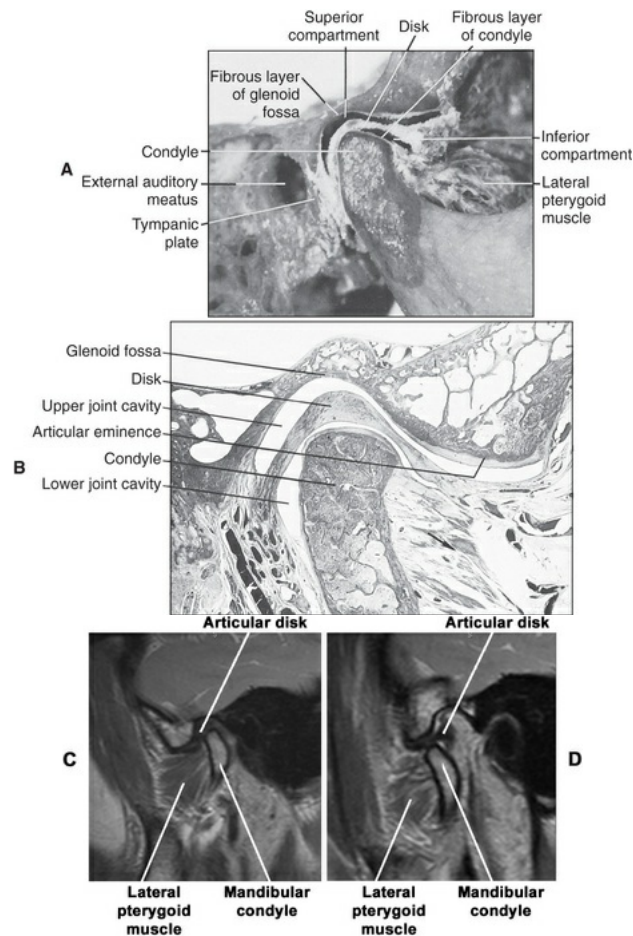 Superior
compartment
Disk
Fibrous layer
of condyle
Fibrous layer
of glenoid
fossa
Condyle
Inferior
compartment
A
External auditory
meatus
Lateral
pterygoid
muscle
Tympanic
plate
Glenoid fossa
Disk
Upper joint cavity
Articular eminence
B
Condyle
Lower joint cavity
Articular disk
Articular disk
C
D
Lateral
pterygoid
muscle
Mandibular
condyle
Lateral
pterygoid
muscle
Mandibular
condyle